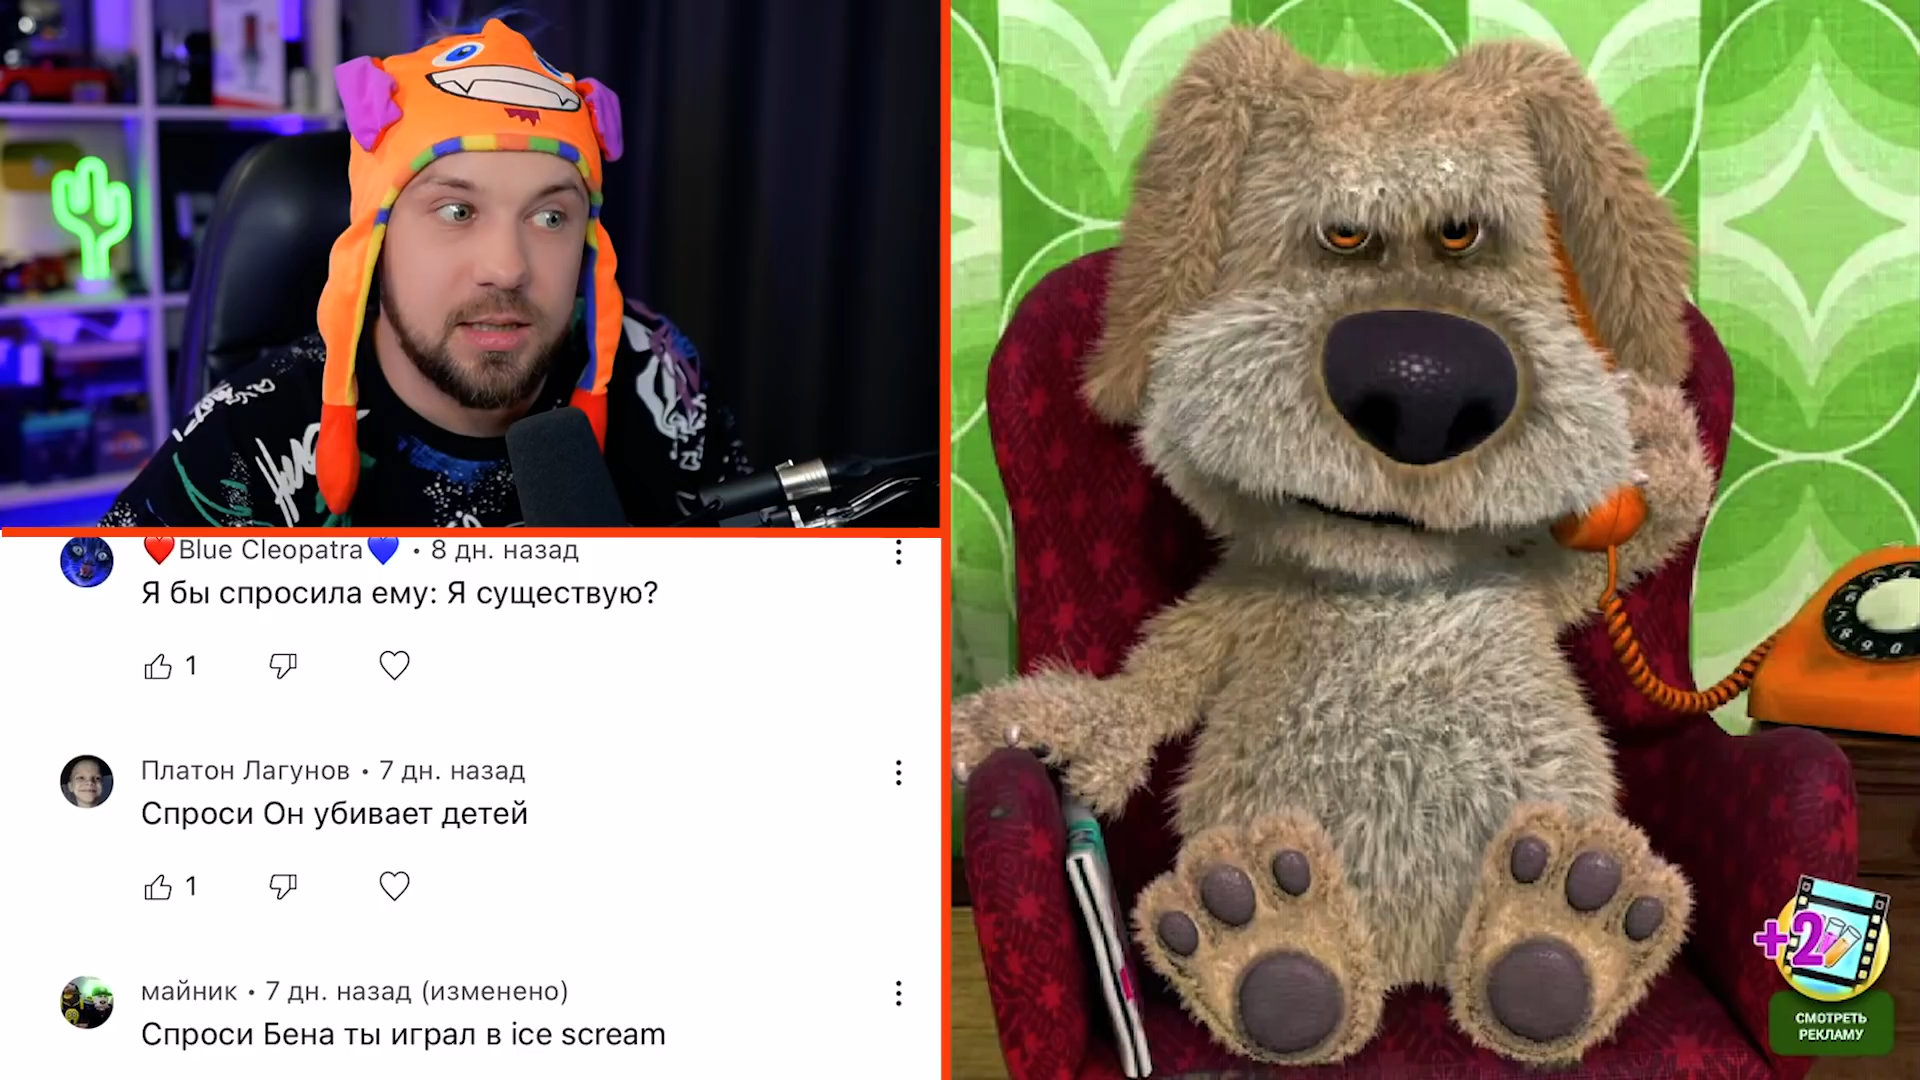 ❤️Blue Cleopatra💙 • 8 дн. назад
Я бы спросила ему: Я существую?
1
Платон Лагунов • 7 дн. назад
Спроси Он убивает детей
1
майник • 7 дн. назад (изменено)
Спроси Бена ты играл в ice scream
+2
СМОТРЕТЬ
РЕКЛАМУ